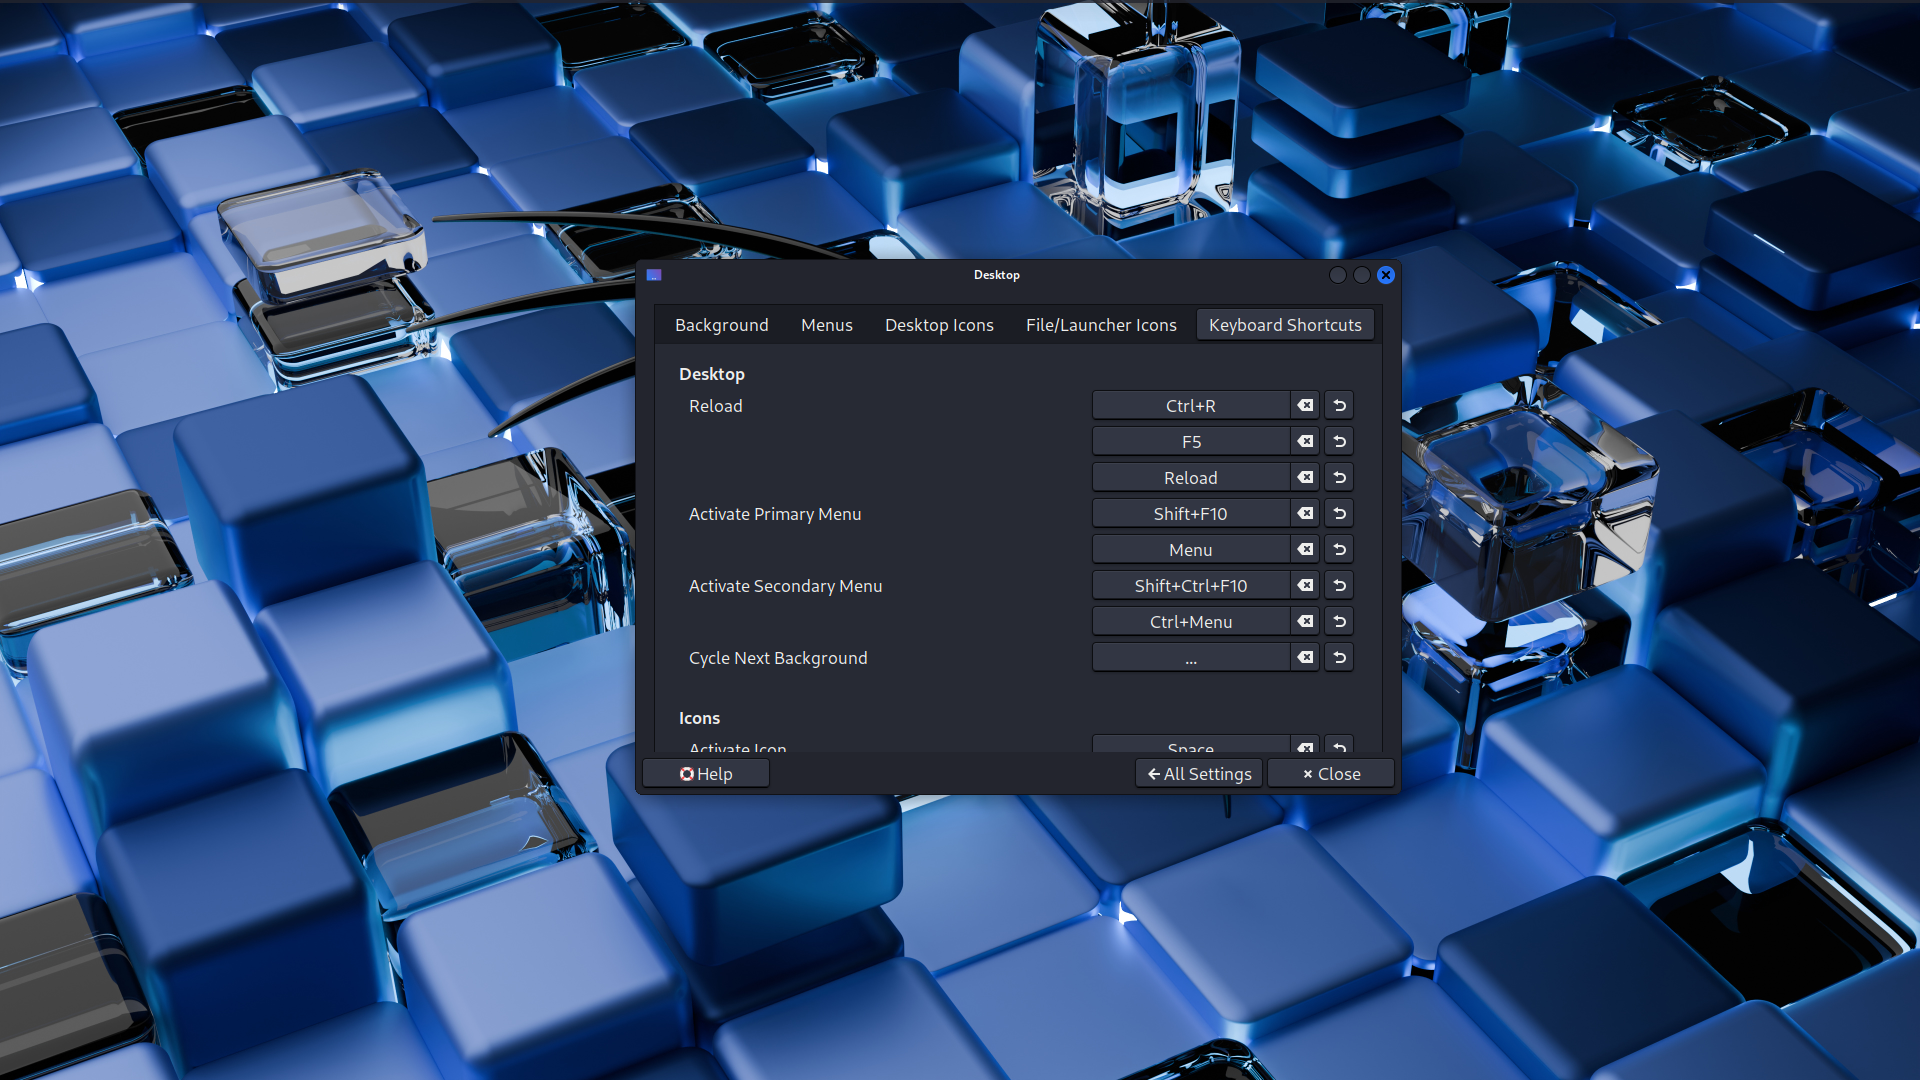 Desktop
Background Menus Desktop Icons File/Launcher Icons Keyboard Shortcuts
Desktop
Reload Ctrl+R
F5
Reload
Activate Primary Menu Shift+F10
Menu
Activate Secondary Menu Shift+Ctrl+F10
Ctrl+Menu
Cycle Next Background ...
Icons
Activate Icon Space
Help All Settings Close